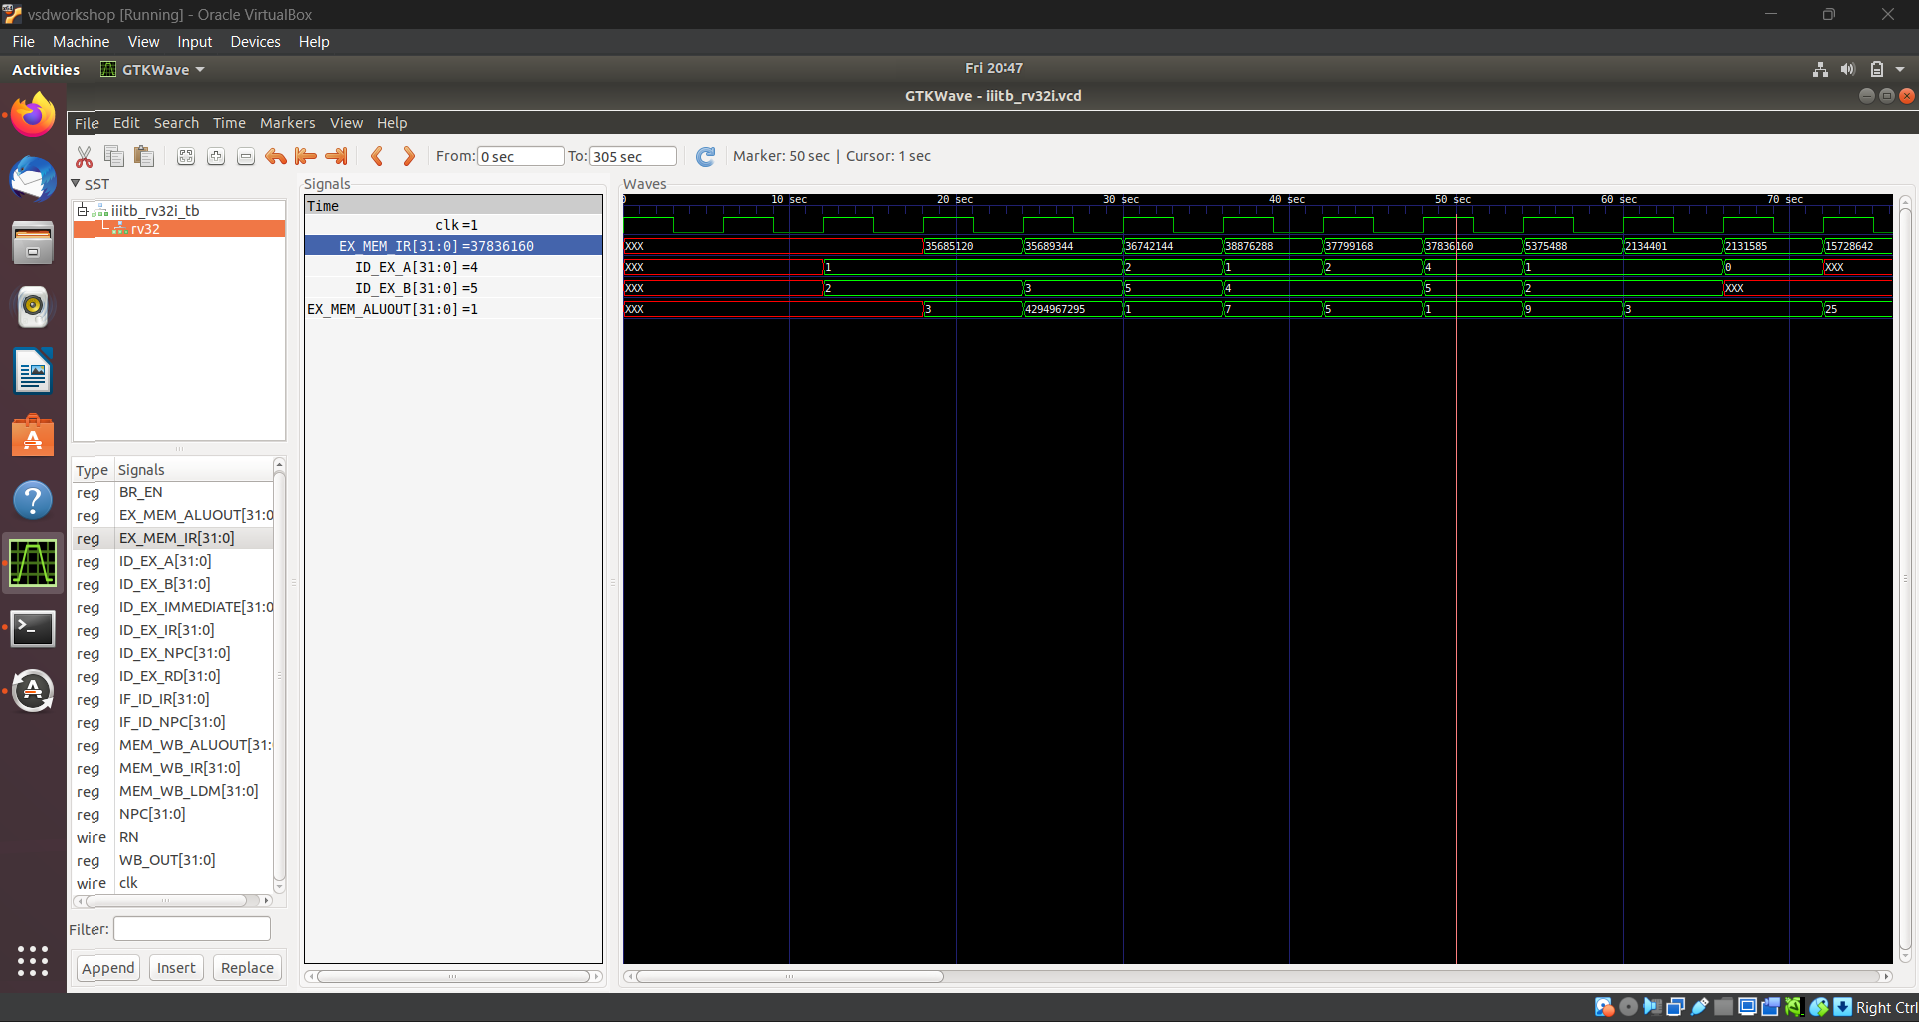 vsdworkshop [Running] - Oracle VirtualBox
File Machine View Input Devices Help
Activities GTKWave Fri 20:47
GTKWave - iiitb_rv32i.vcd
File Edit Search Time Markers View Help
From: 0 sec To: 305 sec Marker: 50 sec | Cursor: 1 sec
SST
iiitb_rv32i_tb
rv32
Type Signals
reg BR_EN
reg EX_MEM_ALUOUT[31:0
reg EX_MEM_IR[31:0]
reg ID_EX_A[31:0]
reg ID_EX_B[31:0]
reg ID_EX_IMMEDIATE[31:0
reg ID_EX_IR[31:0]
reg ID_EX_NPC[31:0]
reg ID_EX_RD[31:0]
reg IF_ID_IR[31:0]
reg IF_ID_NPC[31:0]
reg MEM_WB_ALUOUT[31:
reg MEM_WB_IR[31:0]
reg MEM_WB_LDM[31:0]
reg NPC[31:0]
wire RN
reg WB_OUT[31:0]
wire clk
Filter:
Append Insert Replace
Signals
Time
clk=1
EX_MEM_IR[31:0]=37836160
ID_EX_A[31:0]=4
ID_EX_B[31:0]=5
EX_MEM_ALUOUT[31:0]=1
Waves
0 10 sec 20 sec 30 sec 40 sec 50 sec 60 sec 70 sec
XXX 35685120 35689344 36742144 38876288 37799168 37836160 5375488 2134401 2131585 15728642
XXX 1 2 1 2 4 1 0 XXX
XXX 2 3 5 4 5 2 XXX
XXX 3 4294967295 1 7 5 1 9 3 25
Right Ctrl